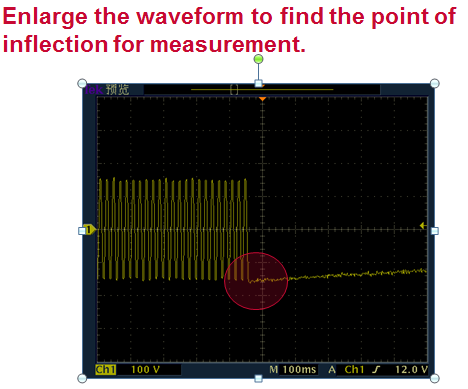 Enlarge the waveform to find the point of
inflection for measurement.
预览
1
Ch1 100 V M 100ms A Ch1 ∫ 12.0 V